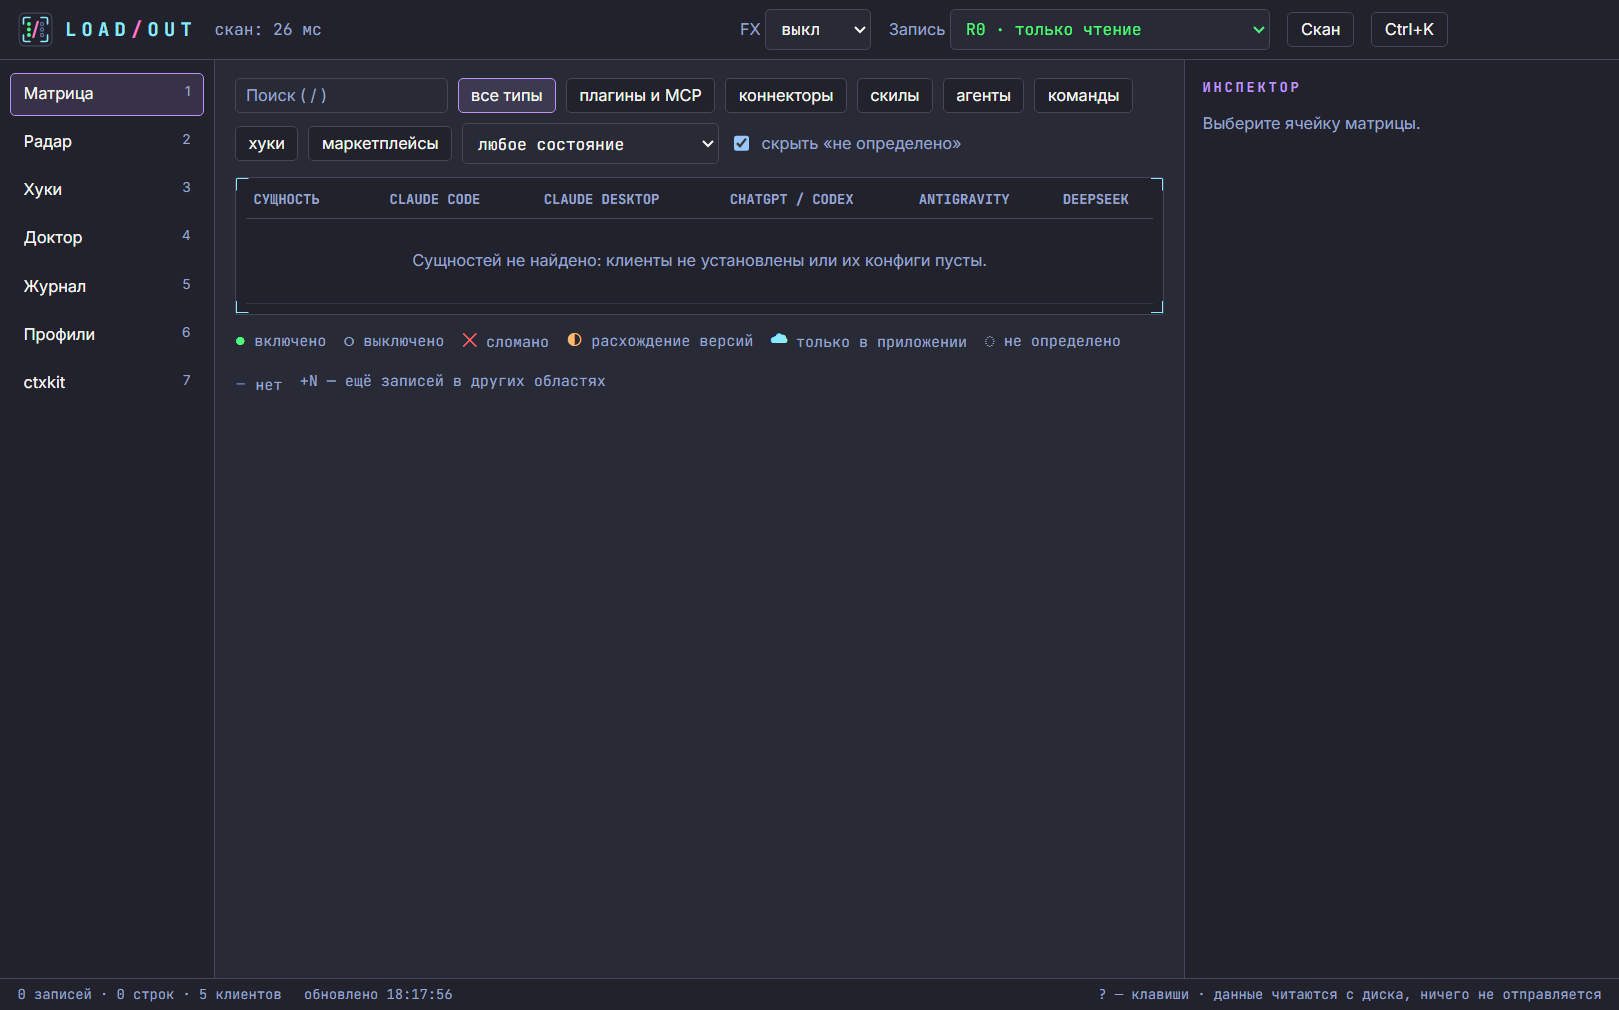 LOAD/OUT скан: 26 мс FX выкл Запись R0 · только чтение Скан Ctrl+K
Матрица 1
Радар 2
Хуки 3
Доктор 4
Журнал 5
Профили 6
ctxkit 7
Поиск ( / ) все типы плагины и MCP коннекторы скилы агенты команды
хуки маркетплейсы любое состояние скрыть «не определено»
СУЩНОСТЬ CLAUDE CODE CLAUDE DESKTOP CHATGPT / CODEX ANTIGRAVITY DEEPSEEK
Сущностей не найдено: клиенты не установлены или их конфиги пусты.
включено выключено сломано расхождение версий только в приложении не определено
— нет +N — ещё записей в других областях
ИНСПЕКТОР
Выберите ячейку матрицы.
0 записей · 0 строк · 5 клиентов обновлено 18:17:56
? — клавиши · данные читаются с диска, ничего не отправляется